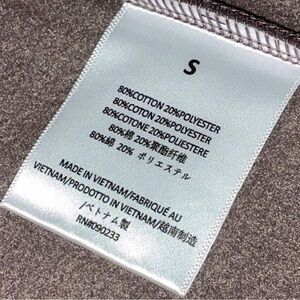 S
80%COTTON 20%POLYESTER
80%COTON 20%POLYESTER
80%COTONE 20%POLIESTERE
80%棉 20%聚酯纤维
80%綿 20% ポリエステル
MADE IN VIETNAM/FABRIQUÉ AU
VIETNAM/PRODOTTO IN VIETNAM/越南制造
/ベトナム製
RN#090233